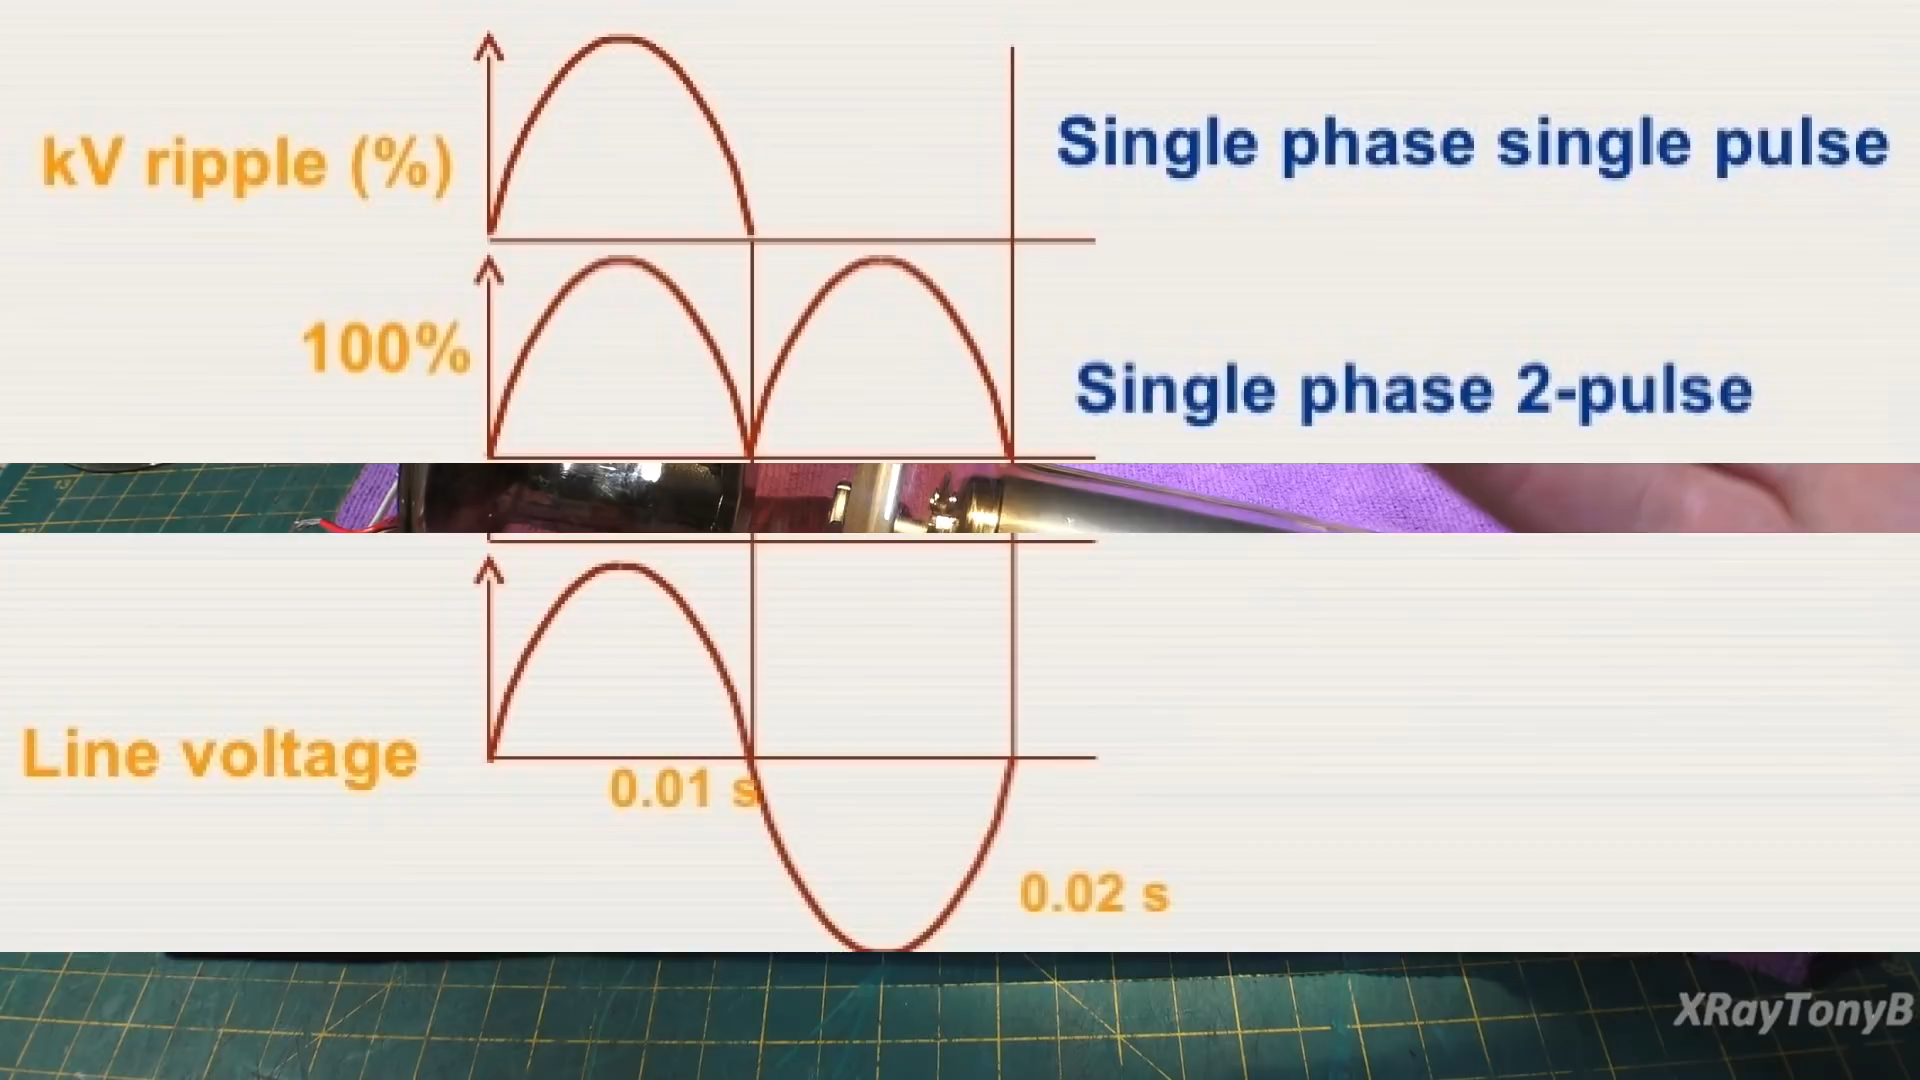 kV ripple (%)
Single phase single pulse
100%
Single phase 2-pulse
Line voltage
0.01 s
0.02 s
XRayTonyB